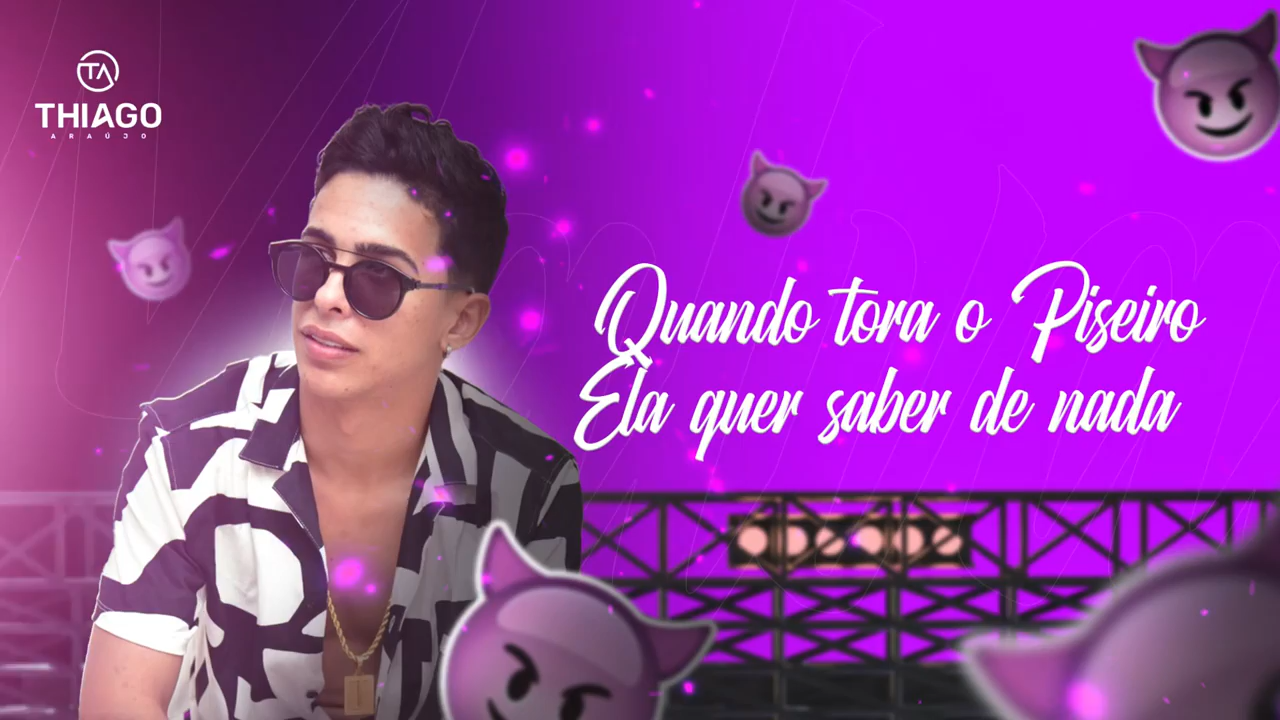 TA
THIAGO
ARAÚJO
Quando tora o Piseiro
Ela quer saber de nada